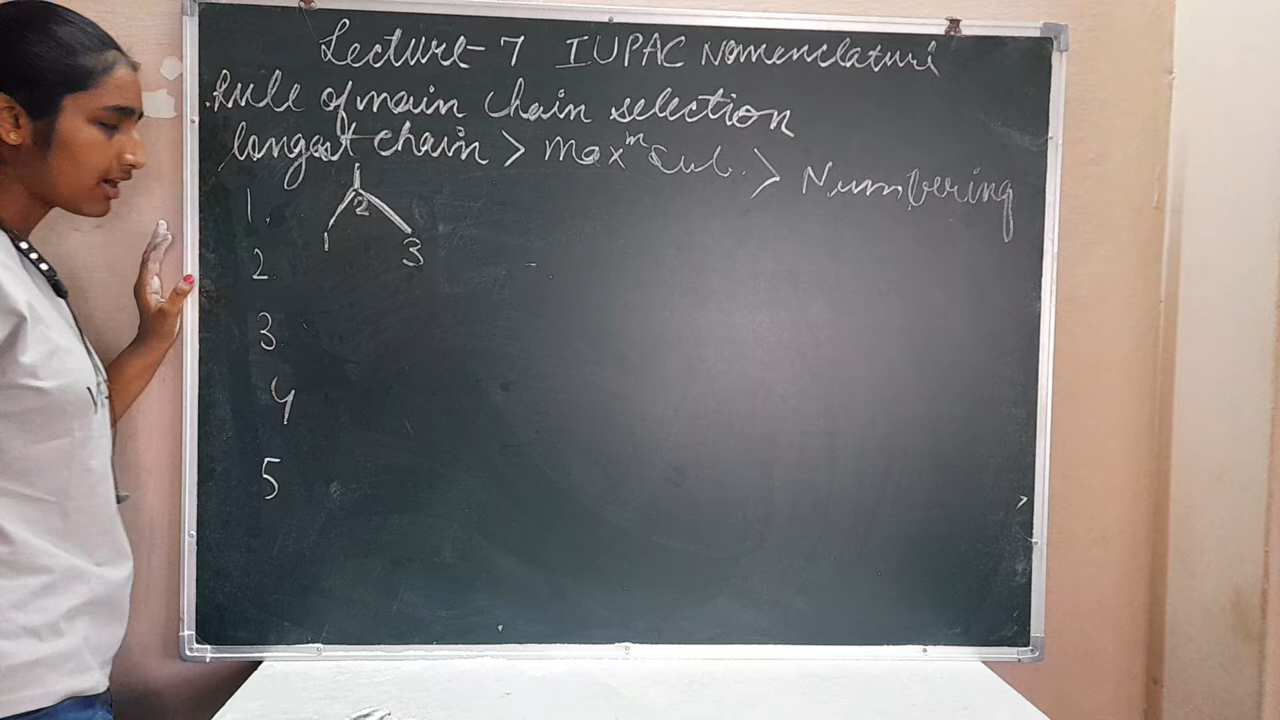 Lecture-7 IUPAC Nomenclature
.Rule of main chain selection
longest chain > maxᵐ sub. > Numbering
1.
2
1 3
2.
3.
4
5